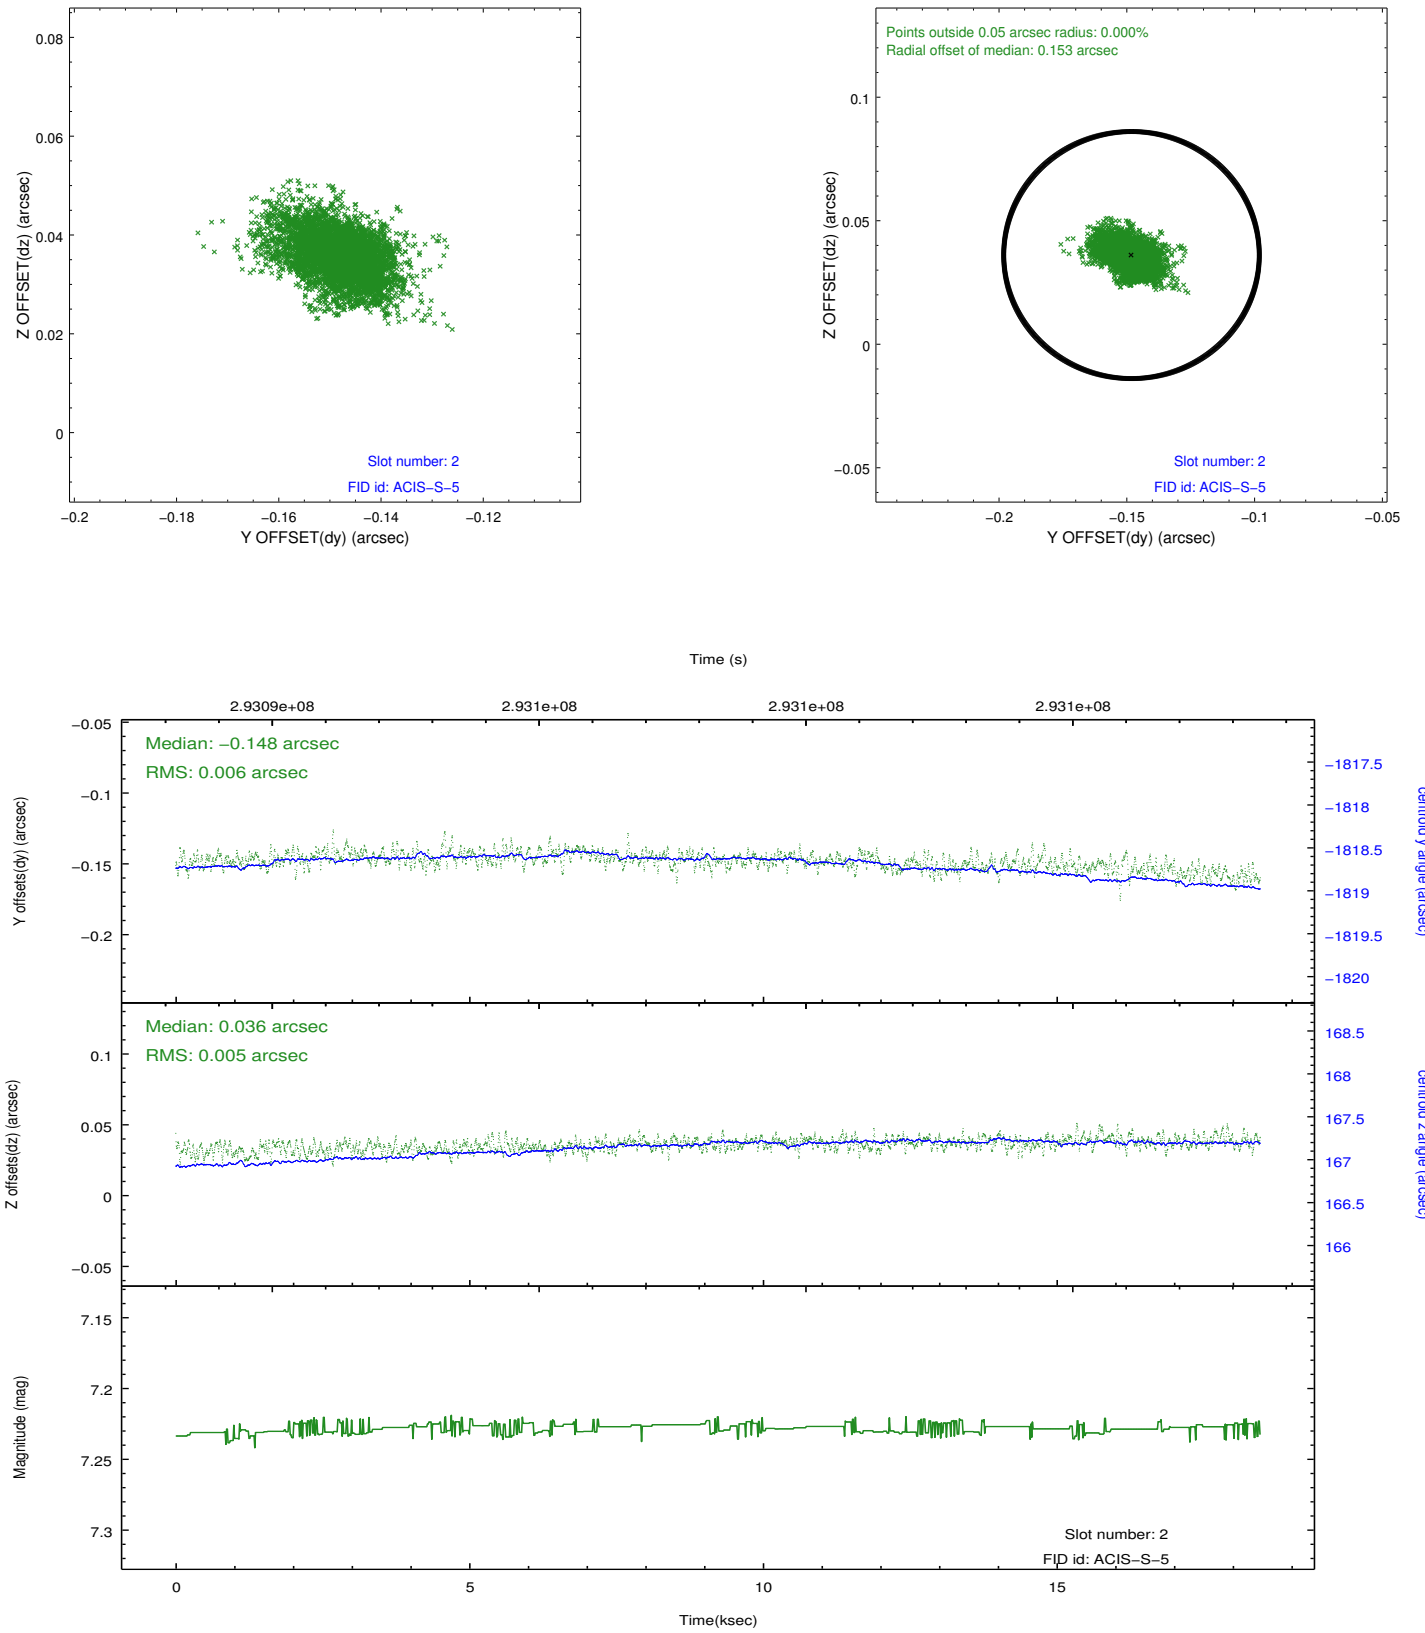 0.08
0.06
0.04
0.02
0
Z OFFSET(dz) (arcsec)
Slot number: 2
FID id: ACIS−S−5
−0.2 −0.18 −0.16 −0.14 −0.12
Y OFFSET(dy) (arcsec)
Points outside 0.05 arcsec radius: 0.000%
Radial offset of median: 0.153 arcsec
0.1
0.05
0
−0.05
Z OFFSET(dz) (arcsec)
Slot number: 2
FID id: ACIS−S−5
−0.2 −0.15 −0.1 −0.05
Y OFFSET(dy) (arcsec)
Time (s)
2.9309e+08 2.931e+08 2.931e+08 2.931e+08
−0.05
−0.1
−0.15
−0.2
Y offsets(dy) (arcsec)
Median: −0.148 arcsec
RMS: 0.006 arcsec
−1817.5
−1818
−1818.5
−1819
−1819.5
−1820
centroid y angle (arcsec)
0.1
0.05
0
−0.05
Z offsets(dz) (arcsec)
Median: 0.036 arcsec
RMS: 0.005 arcsec
168.5
168
167.5
167
166.5
166
centroid z angle (arcsec)
7.15
7.2
7.25
7.3
Magnitude (mag)
Slot number: 2
FID id: ACIS−S−5
0 5 10 15
Time(ksec)